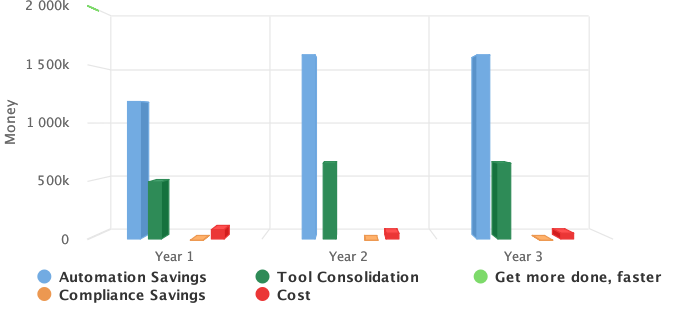 2 000k
1 500k
1 000k
500k
0
Money
Year 1 Year 2 Year 3
Automation Savings Tool Consolidation Get more done, faster
Compliance Savings Cost